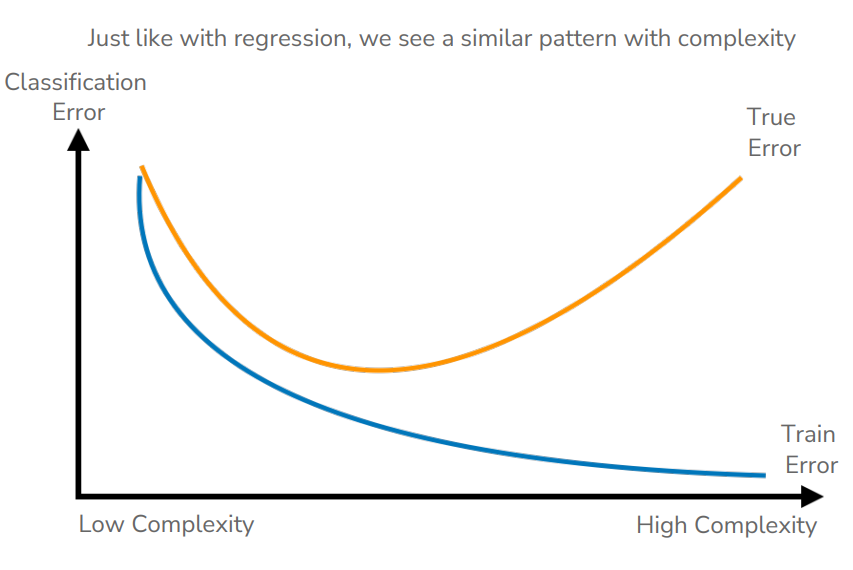 Just like with regression, we see a similar pattern with complexity
Classification
Error
True
Error
Train
Error
Low Complexity
High Complexity